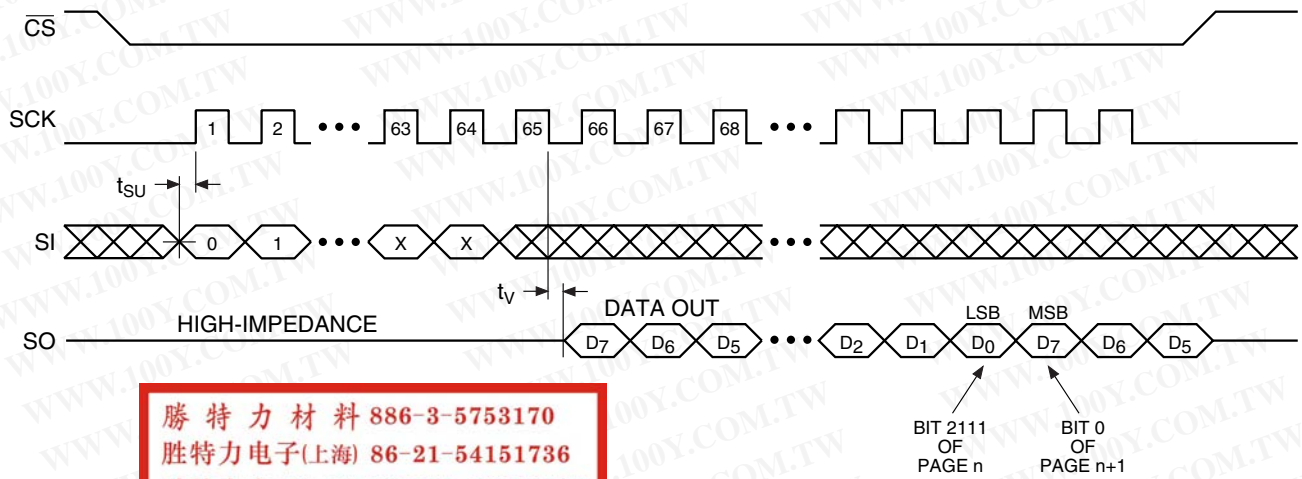 CS
SCK 1 2 ••• 63 64 65 66 67 68 •••
tSU
SI 0 1 ••• X X •••
tV
HIGH-IMPEDANCE
DATA OUT
LSB MSB
SO D7 D6 D5 ••• D2 D1 D0 D7 D6 D5
BIT 2111
OF
PAGE n
BIT 0
OF
PAGE n+1
勝 特 力 材 料 886-3-5753170
胜特力电子(上海) 86-21-54151736
WWW.100Y.COM.TW